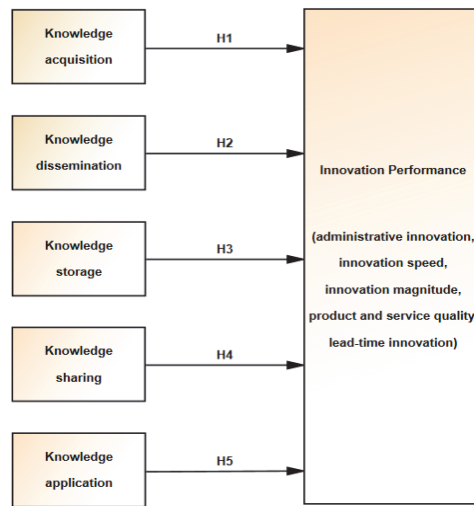 Knowledge
acquisition
H1
Knowledge
dissemination
H2
Knowledge
storage
H3
Knowledge
sharing
H4
Knowledge
application
H5
Innovation Performance
(administrative innovation,
innovation speed,
innovation magnitude,
product and service quality,
lead-time innovation)